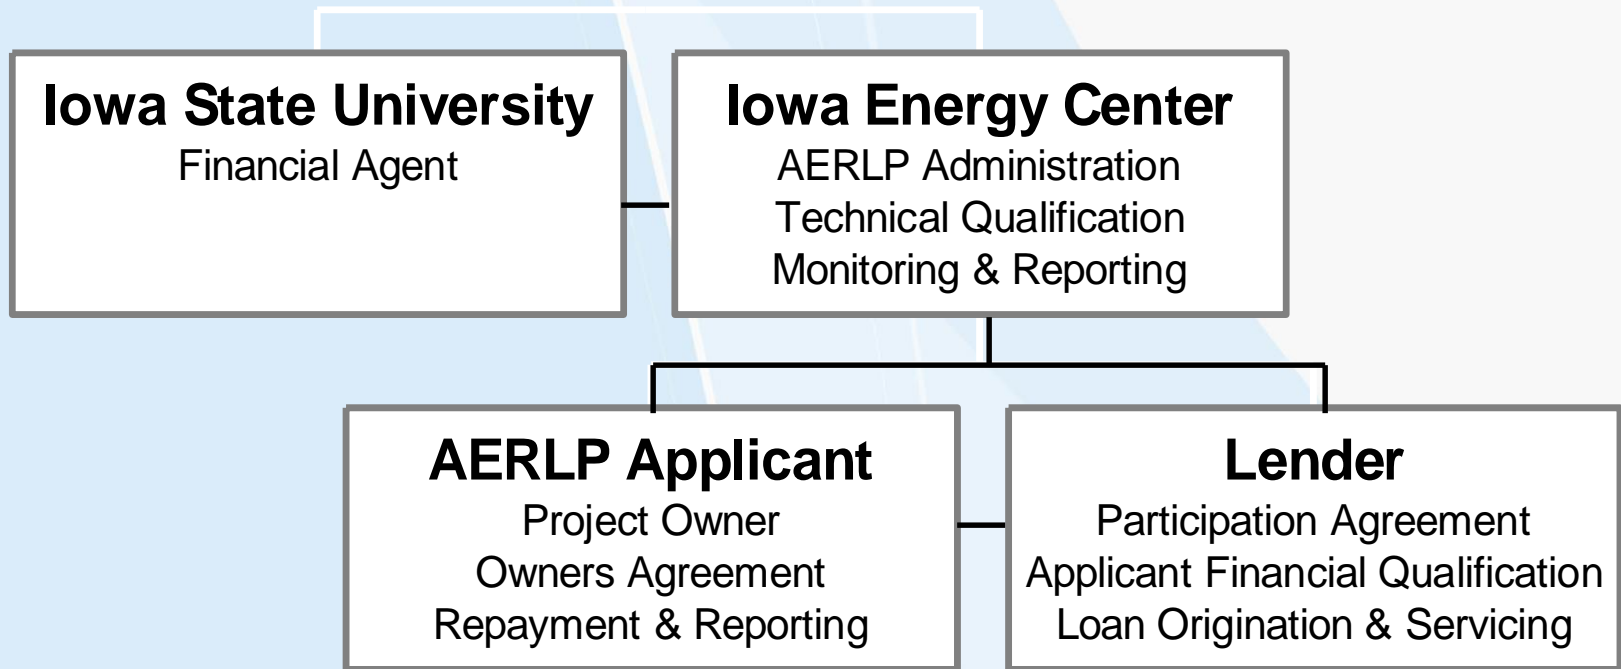 Iowa State University
Financial Agent
Iowa Energy Center
AERLP Administration
Technical Qualification
Monitoring & Reporting
AERLP Applicant
Project Owner
Owners Agreement
Repayment & Reporting
Lender
Participation Agreement
Applicant Financial Qualification
Loan Origination & Servicing